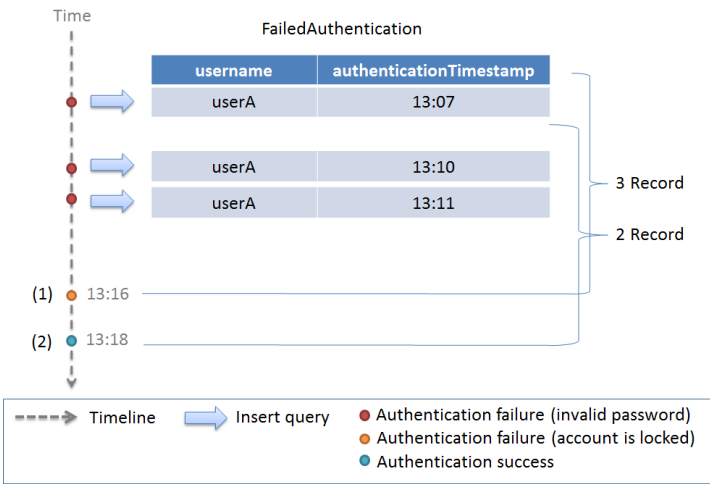 Time
FailedAuthentication
username authenticationTimestamp
userA 13:07
userA 13:10
userA 13:11
3 Record
2 Record
(1) 13:16
(2) 13:18
Timeline Insert query Authentication failure (invalid password)
Authentication failure (account is locked)
Authentication success